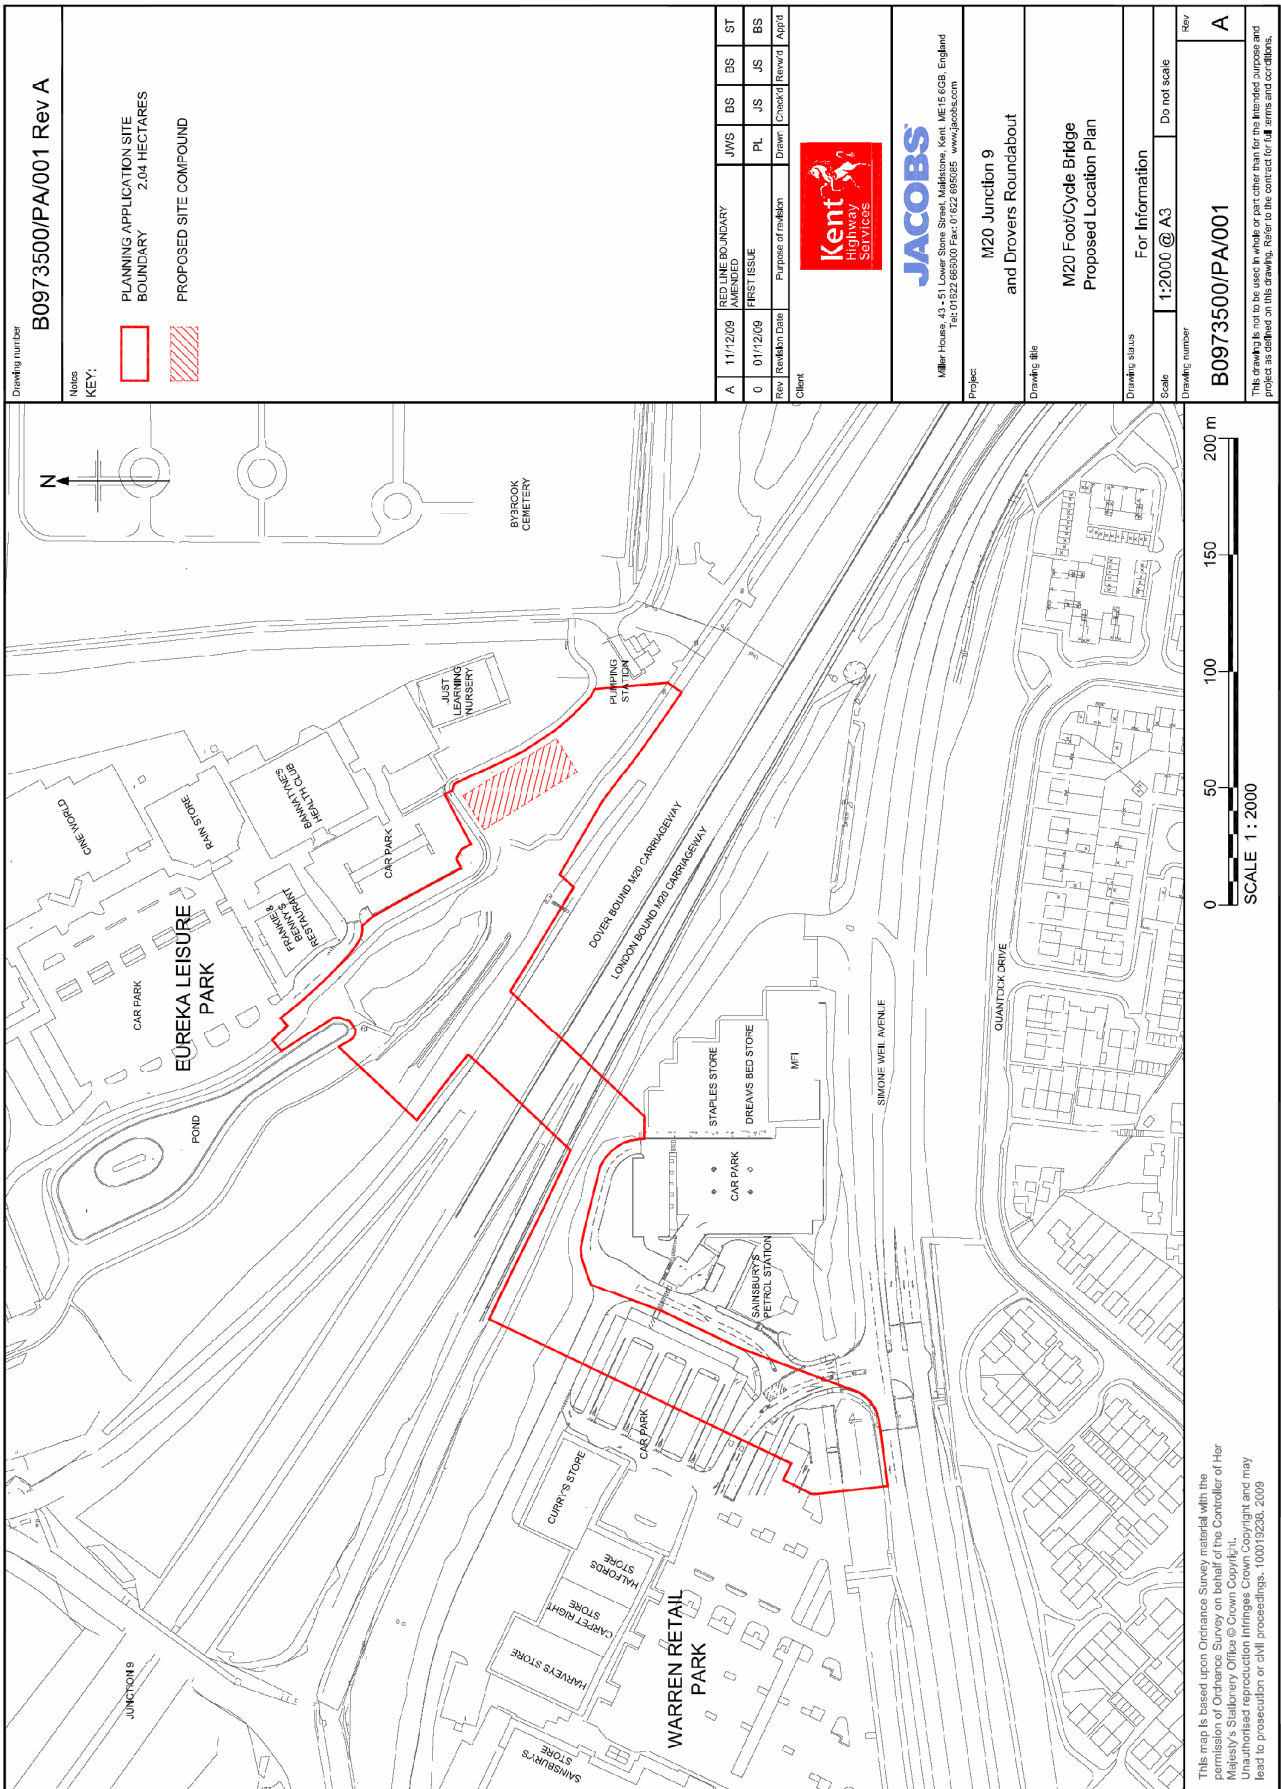 Drawing number
B0973500/PA/001 Rev A
Notes
KEY:
PLANNING APPLICATION SITE
BOUNDARY 2.04 HECTARES
PROPOSED SITE COMPOUND
A 11/12/09 RED LINE BOUNDARY AMENDED JWS BS BS ST
0 01/12/09 FIRST ISSUE PL JS JS BS
Rev Revision Date Purpose of revision Drawn Check'd Revw'd App'd
Client
Kent
Highway
Services
JACOBS
Miller House, 43 - 51 Lower Stone Street, Maidstone, Kent. ME15 6GB, England
Tel: 01622 666000 Fax: 01622 695085 www.jacobs.com
Project
M20 Junction 9
and Drovers Roundabout
Drawing title
M20 Foot/Cycle Bridge
Proposed Location Plan
Drawing status
For Information
Scale
1:2000 @ A3
Do not scale
Drawing number
B0973500/PA/001
Rev
A
This drawing is not to be used in whole or part other than for the intended purpose and
project as defined on this drawing. Refer to the contract for full terms and conditions.
N
BYBROOK
CEMETERY
JUST
LEARNING
NURSERY
PUMPING
STATION
CINE WORLD
RAIN STORE
BANNATYNES
HEALTH CLUB
CAR PARK
FRANKIE &
BENNY'S
RESTAURANT
CAR PARK
EUREKA LEISURE
PARK
POND
DOVER BOUND M20 CARRIAGEWAY
LONDON BOUND M20 CARRIAGEWAY
STAPLES STORE
DREAMS BED STORE
MFI
CAR PARK
SIMONE WEIL AVENUE
QUANTOCK DRIVE
SAINSBURY'S
PETROL STATION
CAR PARK
CURRY'S STORE
HALFORDS
STORE
CARPET RIGHT
STORE
HARVEYS STORE
SAINSBURY'S
STORE
WARREN RETAIL
PARK
JUNCTION 9
0 50 100 150 200 m
SCALE 1 : 2000
This map is based upon Ordnance Survey material with the
permission of Ordnance Survey on behalf of the Controller of Her
Majesty's Stationery Office © Crown Copyright.
Unauthorised reproduction infringes Crown Copyright and may
lead to prosecution or civil proceedings. 100019238. 2009